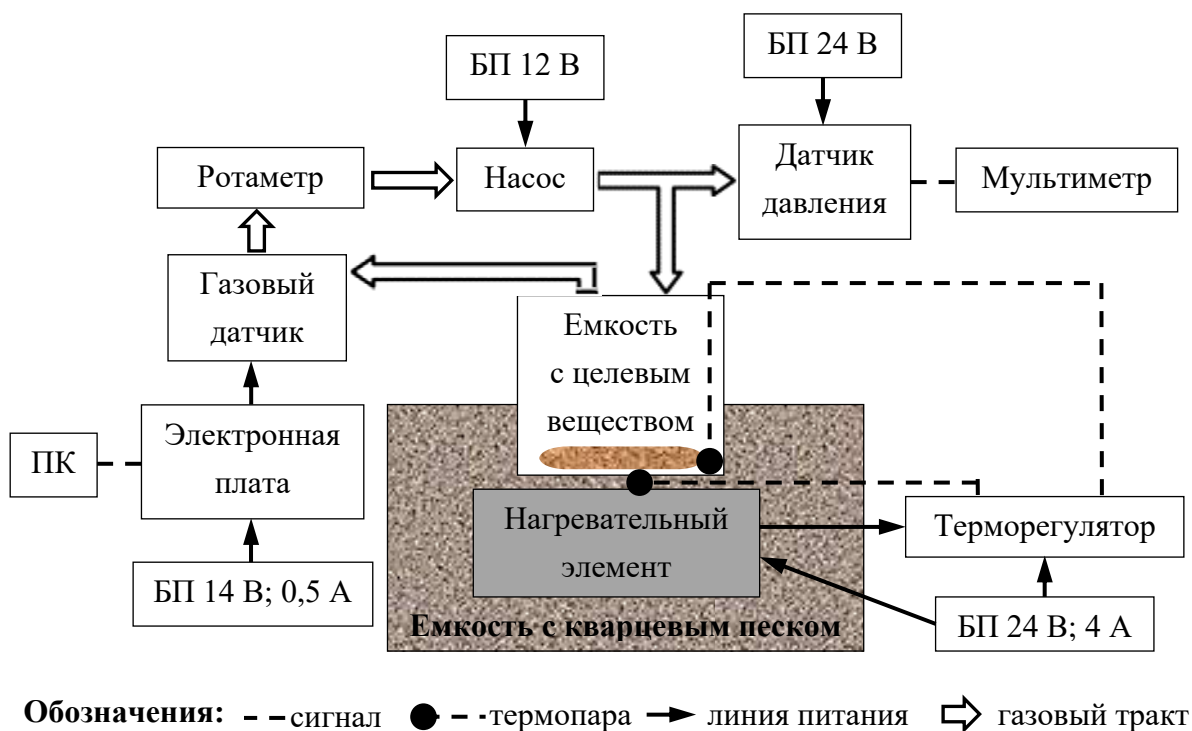 БП 12 В
БП 24 В
Ротаметр
Насос
Датчик
давления
Мультиметр
Газовый
датчик
Емкость
с целевым
веществом
ПК
Электронная
плата
Нагревательный
элемент
Терморегулятор
БП 14 В; 0,5 А
Емкость с кварцевым песком
БП 24 В; 4 А
Обозначения: сигнал термопара линия питания газовый тракт